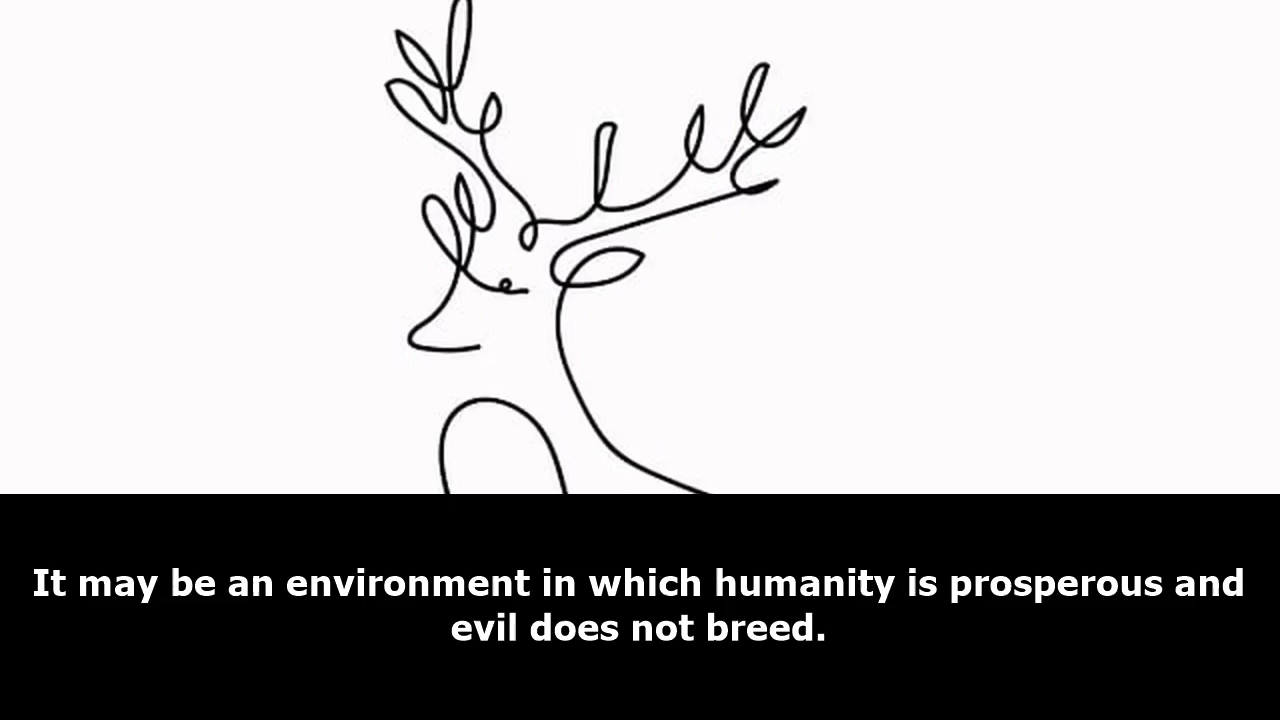 It may be an environment in which humanity is prosperous and
evil does not breed.